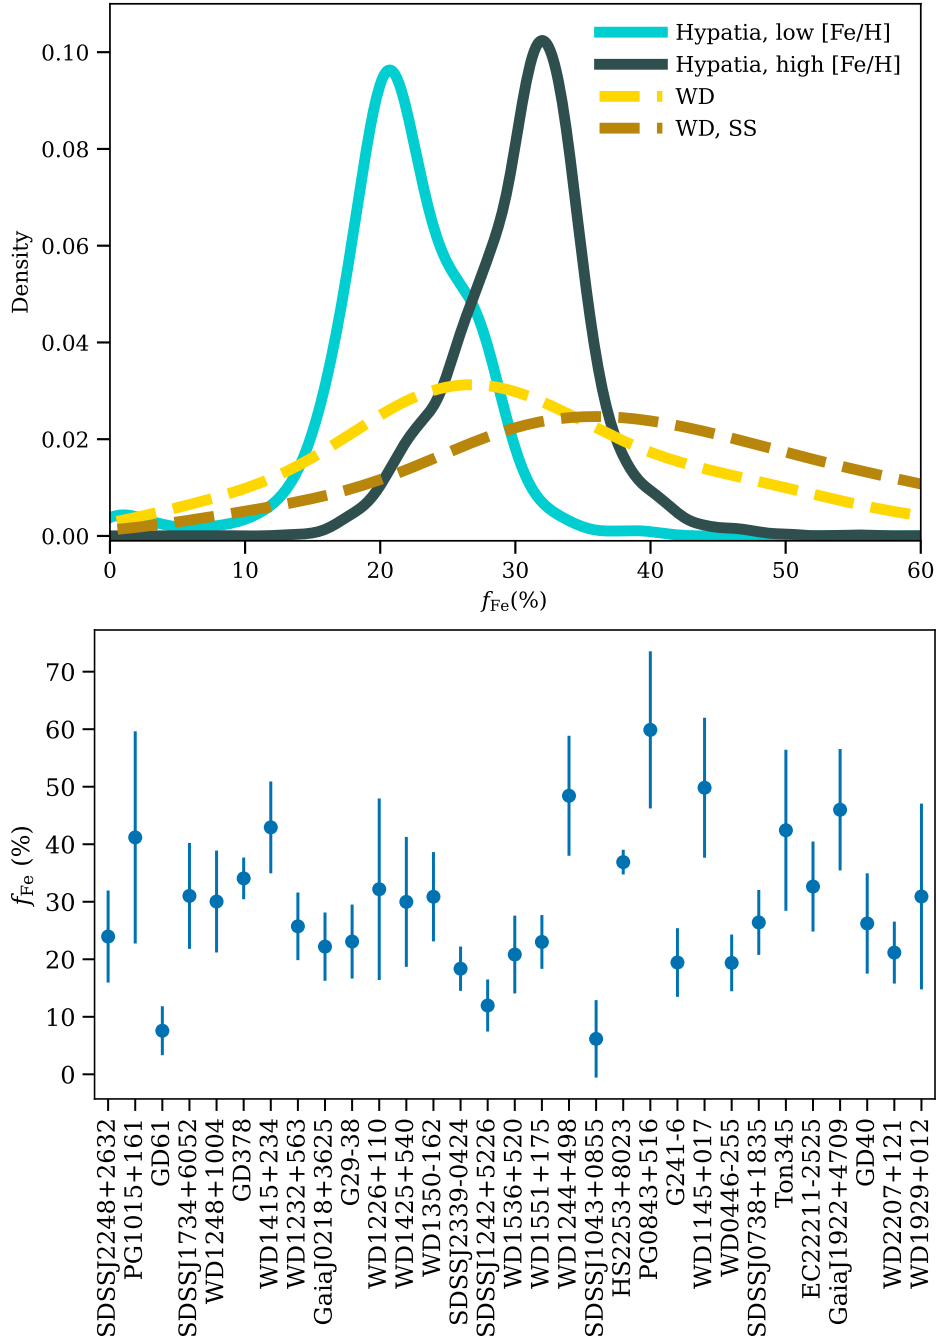 Hypatia, low [Fe/H]
Hypatia, high [Fe/H]
WD
WD, SS
0.10
0.08
0.06
0.04
0.02
0.00
Density
0 10 20 30 40 50 60
fFe(%)
70
60
50
40
30
20
10
0
fFe (%)
SDSSJ2248+2632
PG1015+161
GD61
SDSSJ1734+6052
WD1248+1004
GD378
WD1415+234
WD1232+563
GaiaJ0218+3625
G29-38
WD1226+110
WD1425+540
WD1350-162
SDSSJ2339-0424
SDSSJ1242+5226
WD1536+520
WD1551+175
WD1244+498
SDSSJ1043+0855
HS2253+8023
PG0843+516
G241-6
WD1145+017
WD0446-255
SDSSJ0738+1835
Ton345
EC22211-2525
GaiaJ1922+4709
GD40
WD2207+121
WD1929+012